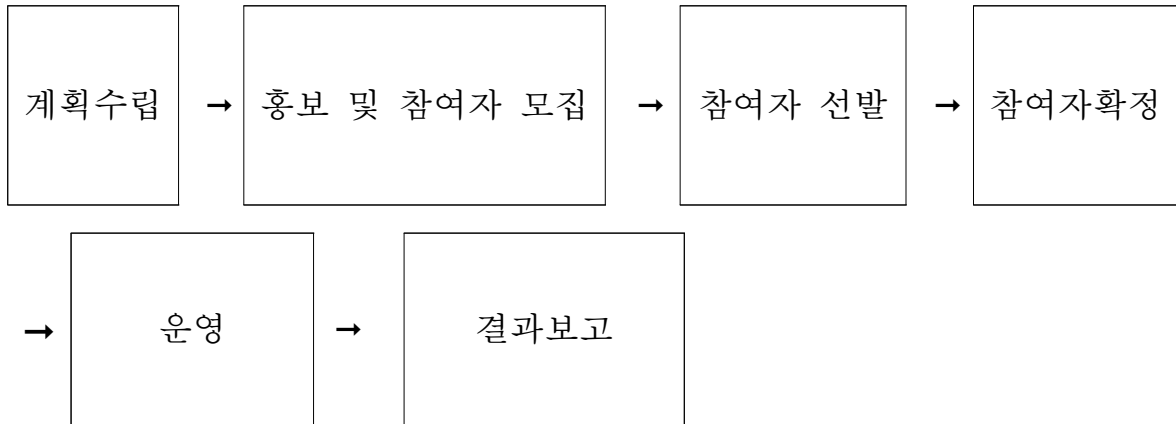 계획수립 → 홍보 및 참여자 모집 → 참여자 선발 → 참여자확정
→ 운영 → 결과보고